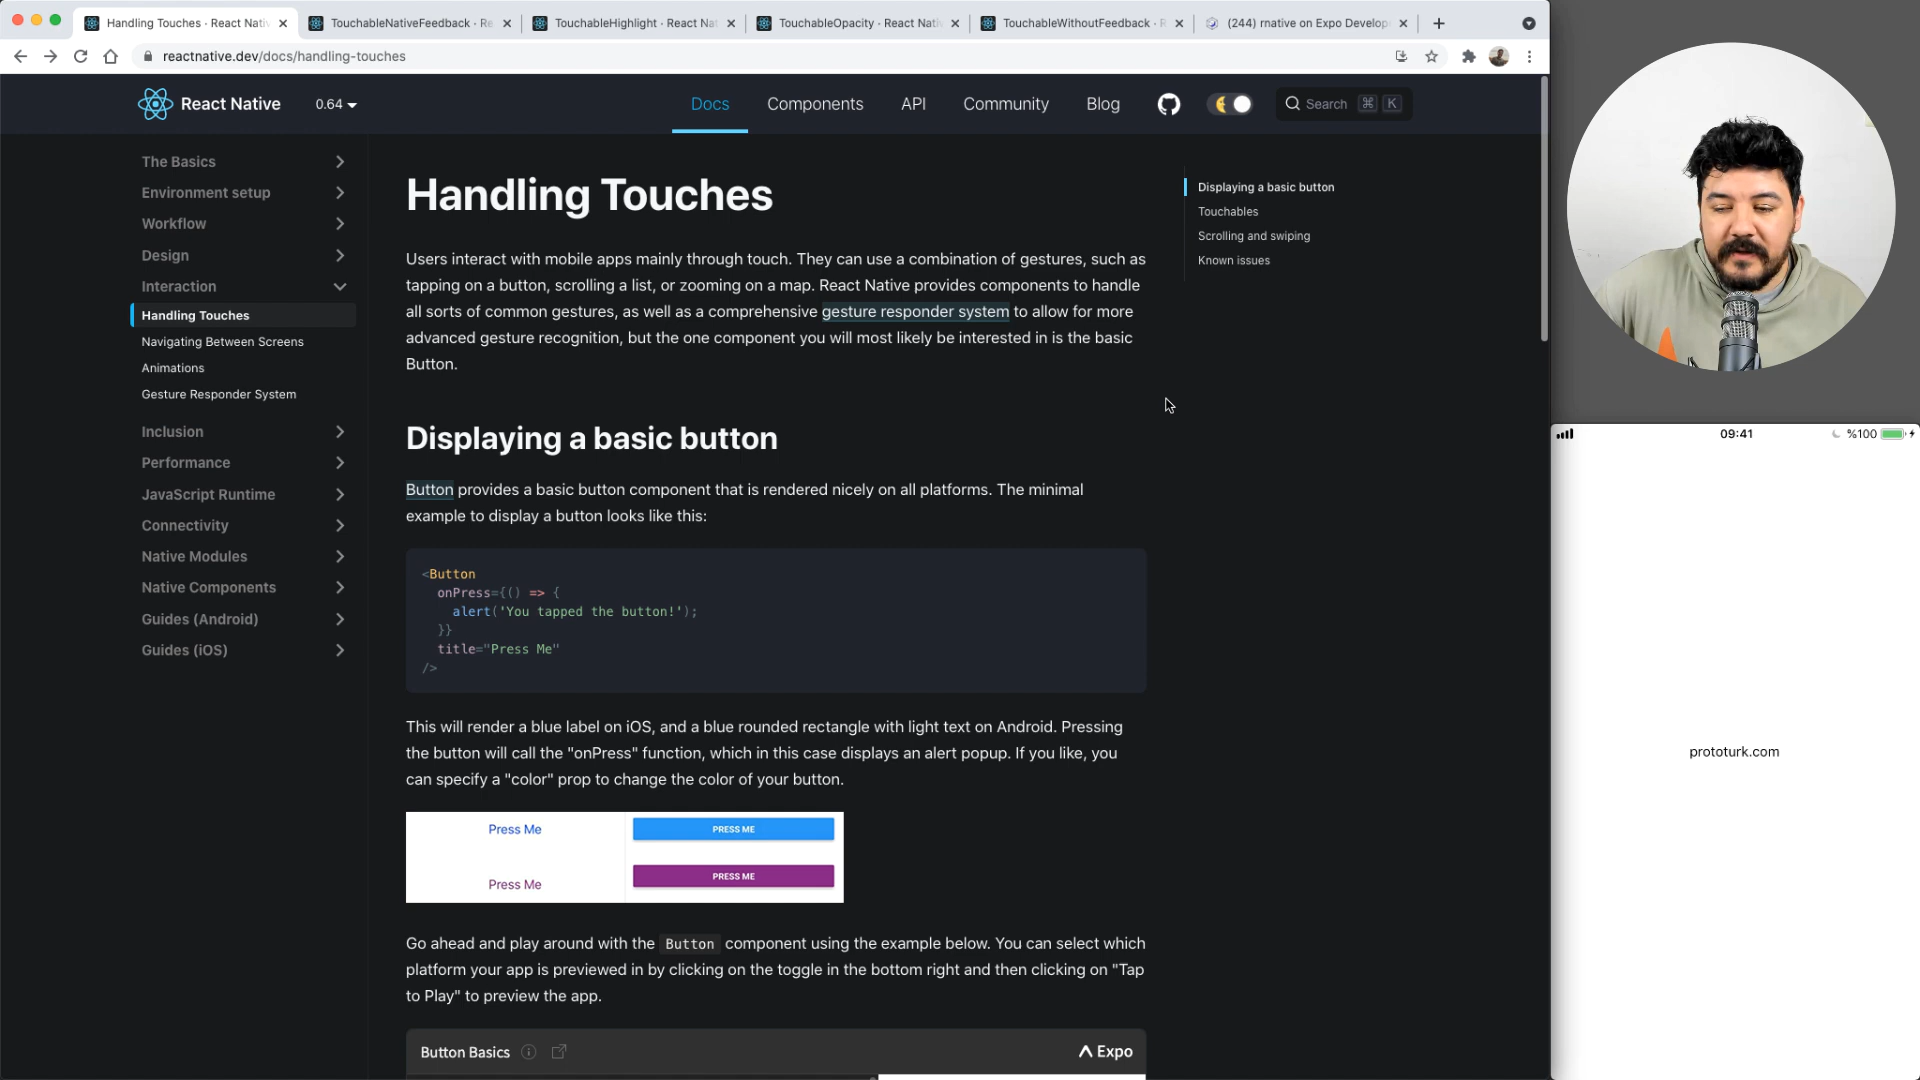 Handling Touches · React Nativ
TouchableNativeFeedback · Re
TouchableHighlight · React Nat
TouchableOpacity · React Nativ
TouchableWithoutFeedback · R
(244) rnative on Expo Develop
reactnative.dev/docs/handling-touches
React Native
0.64
Docs
Components
API
Community
Blog
Search ⌘ K
The Basics
Environment setup
Workflow
Design
Interaction
Handling Touches
Navigating Between Screens
Animations
Gesture Responder System
Inclusion
Performance
JavaScript Runtime
Connectivity
Native Modules
Native Components
Guides (Android)
Guides (iOS)
Handling Touches
Users interact with mobile apps mainly through touch. They can use a combination of gestures, such as
tapping on a button, scrolling a list, or zooming on a map. React Native provides components to handle
all sorts of common gestures, as well as a comprehensive gesture responder system to allow for more
advanced gesture recognition, but the one component you will most likely be interested in is the basic
Button.
Displaying a basic button
Button provides a basic button component that is rendered nicely on all platforms. The minimal
example to display a button looks like this:
<Button
onPress={() => {
alert('You tapped the button!');
}}
title="Press Me"
/>
This will render a blue label on iOS, and a blue rounded rectangle with light text on Android. Pressing
the button will call the "onPress" function, which in this case displays an alert popup. If you like, you
can specify a "color" prop to change the color of your button.
Press Me
PRESS ME
Press Me
PRESS ME
Go ahead and play around with the Button component using the example below. You can select which
platform your app is previewed in by clicking on the toggle in the bottom right and then clicking on "Tap
to Play" to preview the app.
Button Basics
Expo
Displaying a basic button
Touchables
Scrolling and swiping
Known issues
09:41
%100
prototurk.com